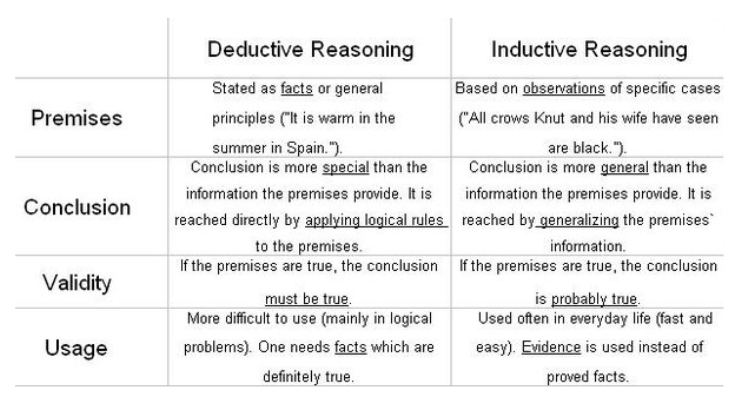 Deductive Reasoning
Inductive Reasoning
Premises
Stated as facts or general
principles ("It is warm in the
summer in Spain.").
Based on observations of specific cases
("All crows Knut and his wife have seen
are black.").
Conclusion
Conclusion is more special than the
information the premises provide. It is
reached directly by applying logical rules
to the premises.
Conclusion is more general than the
information the premises provide. It is
reached by generalizing the premises`
information.
Validity
If the premises are true, the conclusion
must be true.
If the premises are true, the conclusion
is probably true.
Usage
More difficult to use (mainly in logical
problems). One needs facts which are
definitely true.
Used often in everyday life (fast and
easy). Evidence is used instead of
proved facts.